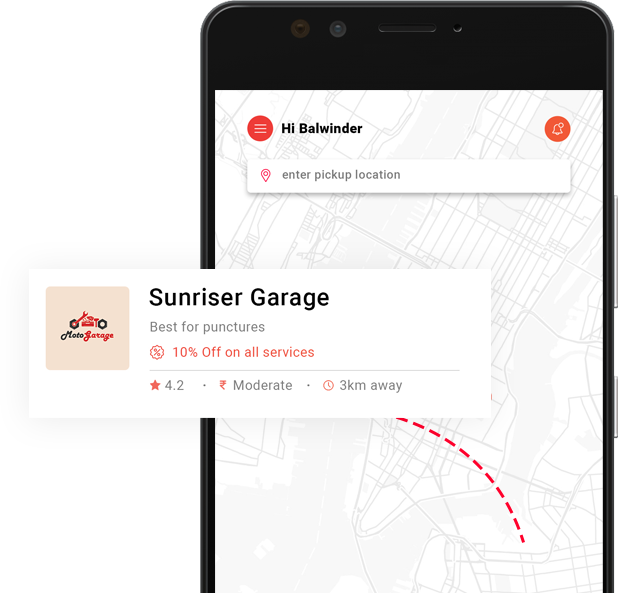 Hi Balwinder
enter pickup location
Sunriser Garage
MotoGarage
Best for punctures
10% Off on all services
4.2 • ₹ Moderate • 3km away